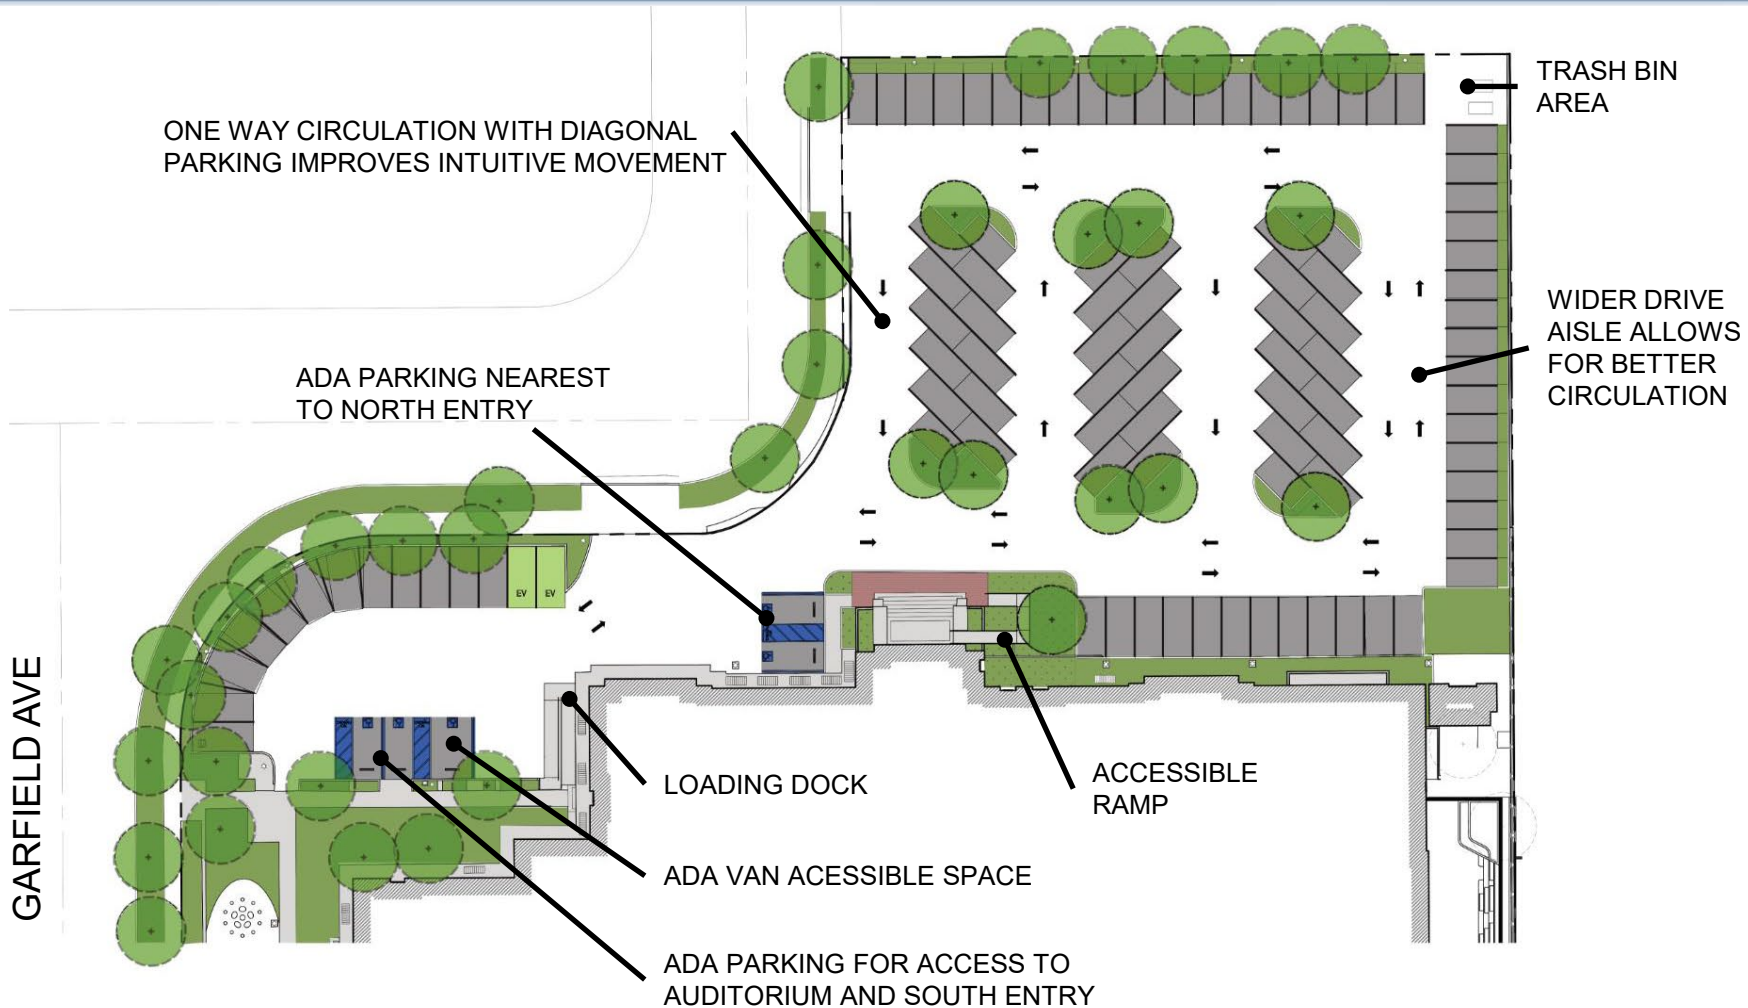 TRASH BIN
AREA
ONE WAY CIRCULATION WITH DIAGONAL
PARKING IMPROVES INTUITIVE MOVEMENT
WIDER DRIVE
AISLE ALLOWS
FOR BETTER
CIRCULATION
ADA PARKING NEAREST
TO NORTH ENTRY
EV
EV
GARFIELD AVE
LOADING DOCK
ACCESSIBLE
RAMP
ADA VAN ACESSIBLE SPACE
ADA PARKING FOR ACCESS TO
AUDITORIUM AND SOUTH ENTRY